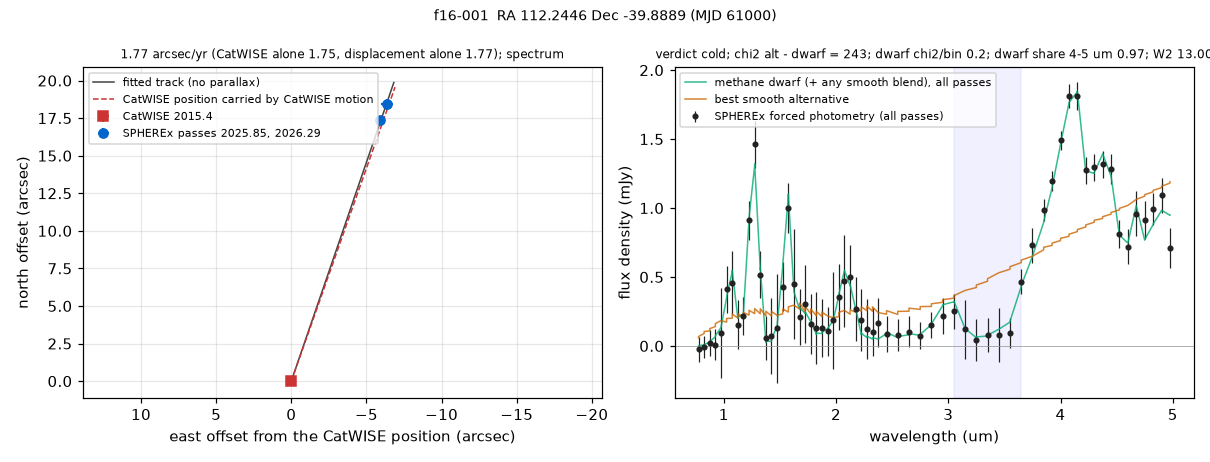 f16-001  RA 112.2446 Dec -39.8889 (MJD 61000)
1.77 arcsec/yr (CatWISE alone 1.75, displacement alone 1.77); spectrum
fitted track (no parallax)
CatWISE position carried by CatWISE motion
CatWISE 2015.4
SPHEREx passes 2025.85, 2026.29
20.0
17.5
15.0
12.5
10.0
7.5
5.0
2.5
0.0
north offset (arcsec)
10
5
0
−5
−10
−15
−20
east offset from the CatWISE position (arcsec)
verdict cold; chi2 alt - dwarf = 243; dwarf chi2/bin 0.2; dwarf share 4-5 um 0.97; W2 13.00
methane dwarf (+ any smooth blend), all passes
best smooth alternative
SPHEREx forced photometry (all passes)
2.0
1.5
1.0
0.5
0.0
flux density (mJy)
1
2
3
4
5
wavelength (um)